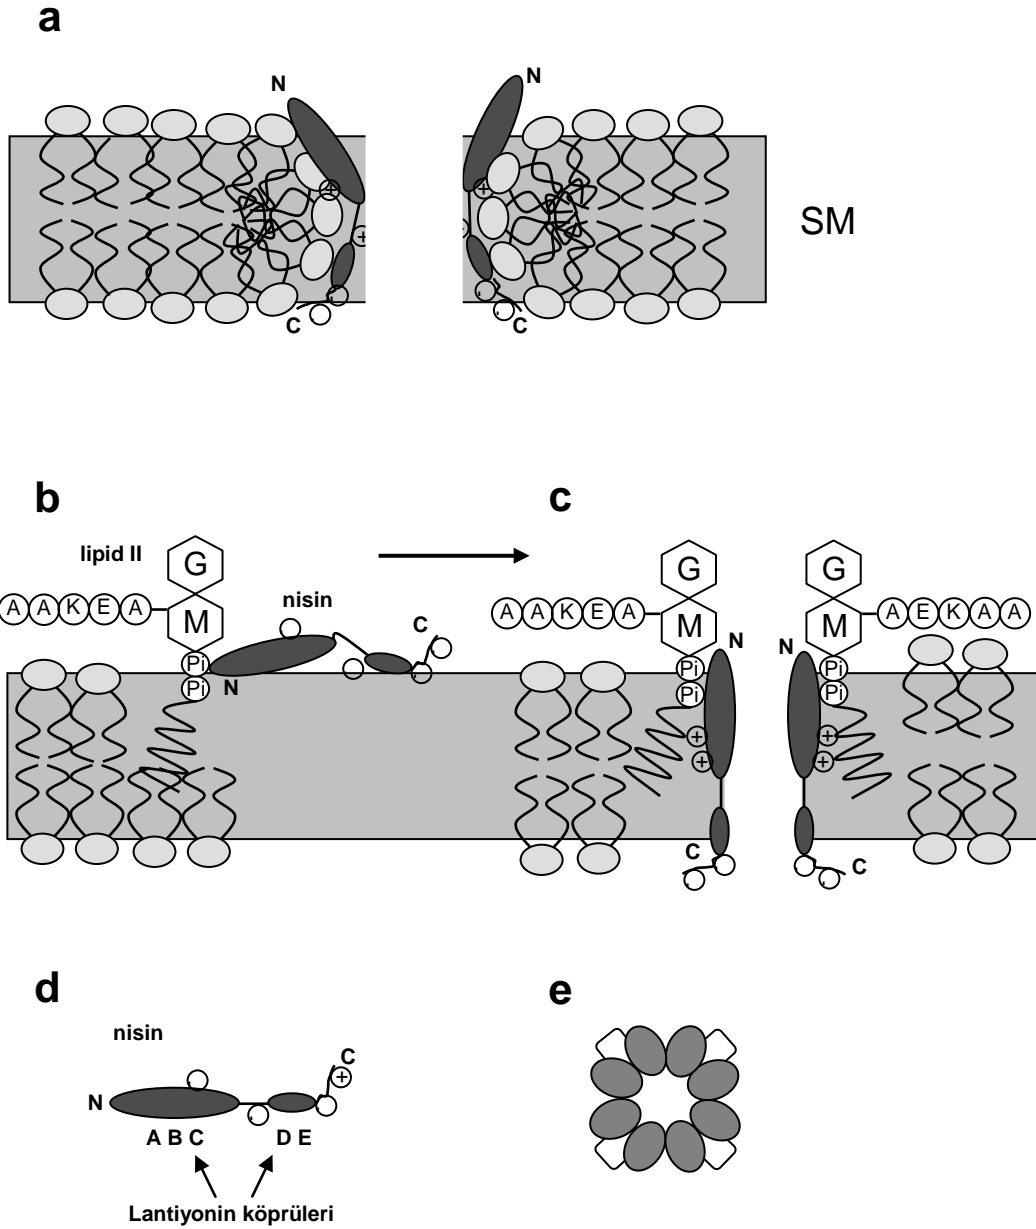 a
N
N
+
+
+
+
SM
C
C
b
c
lipid II
G
G
G
nisin
A A K E A
M
C
A A K E A
M
M
A E K A A
N
N
Pi
Pi
N
Pi
Pi
Pi
Pi
+
+
+
+
C
C
d
e
nisin
C
+
N
A B C
D E
Lantiyonin köprüleri